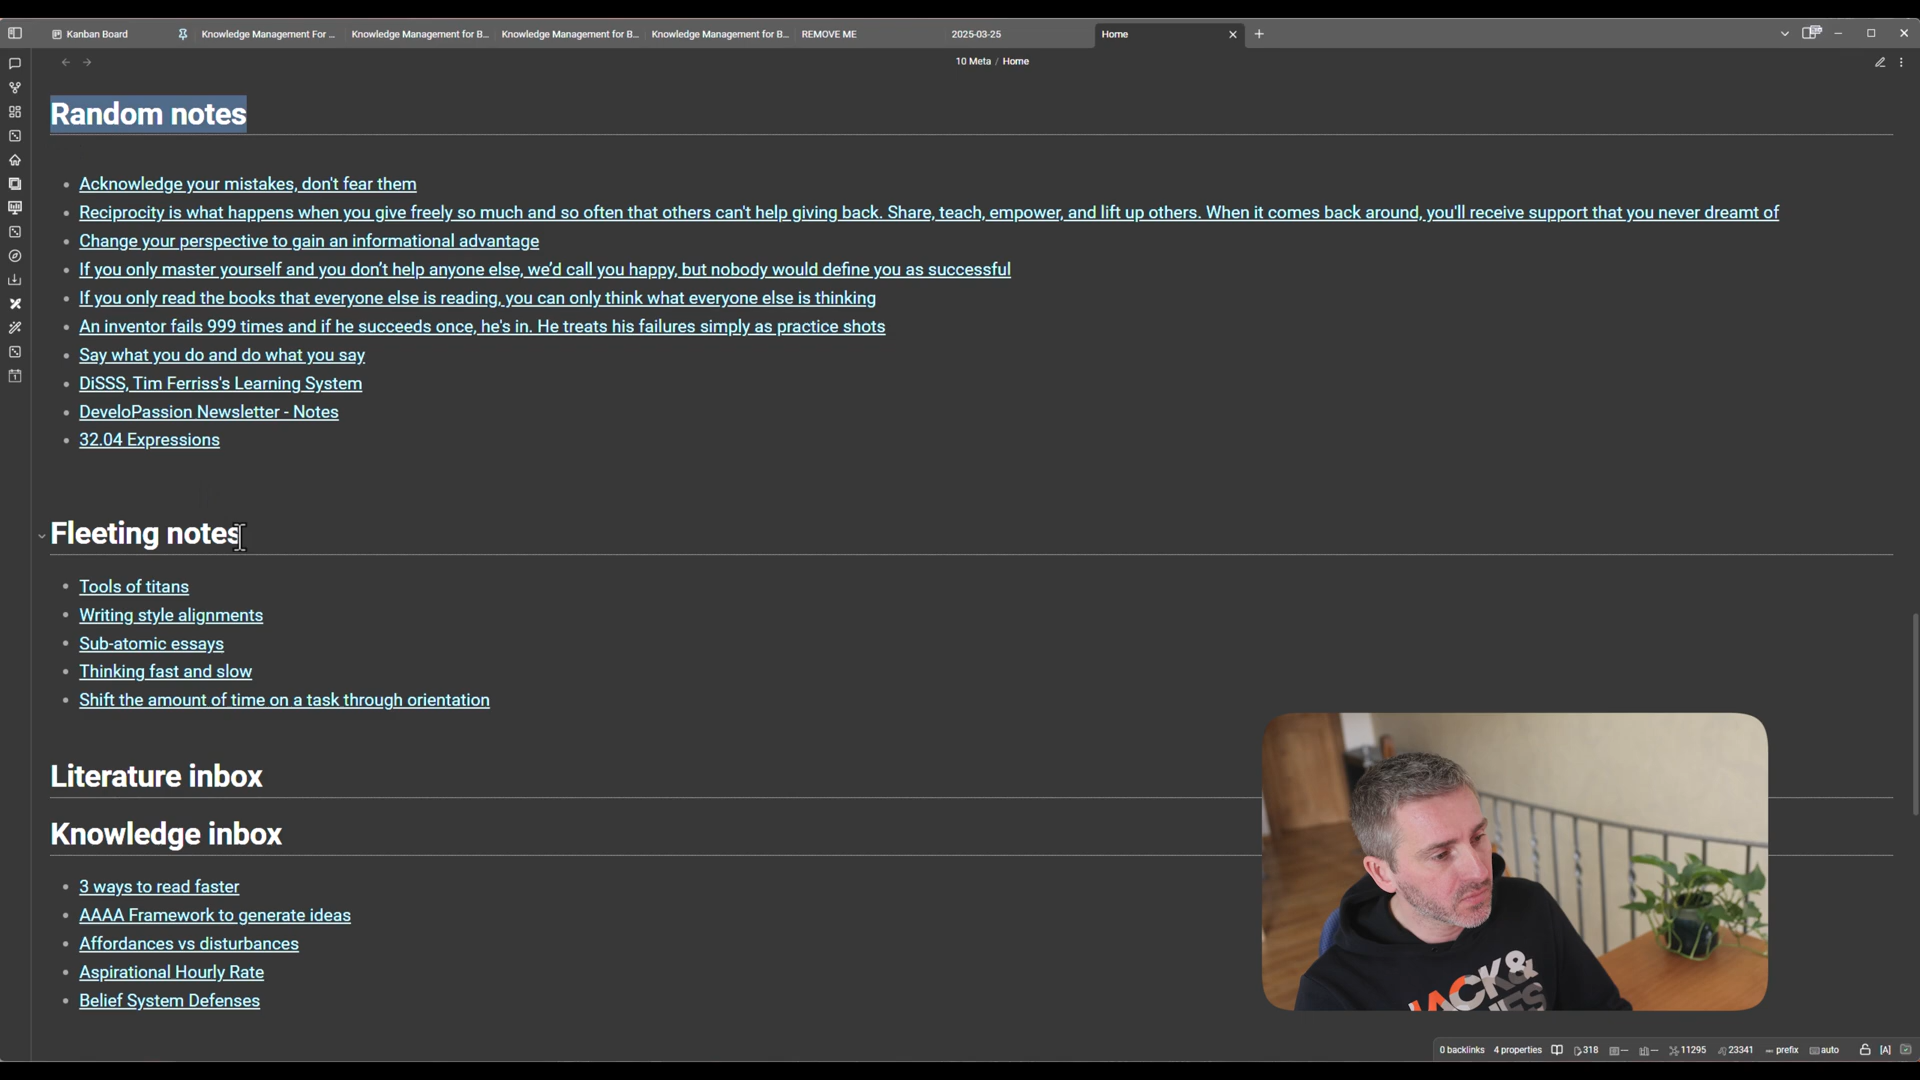 Kanban Board
Knowledge Management For ...
Knowledge Management for B...
Knowledge Management for B...
Knowledge Management for B...
REMOVE ME
2025-03-25
Home
10 Meta / Home
Random notes
Acknowledge your mistakes, don't fear them
Reciprocity is what happens when you give freely so much and so often that others can't help giving back. Share, teach, empower, and lift up others. When it comes back around, you'll receive support that you never dreamt of
Change your perspective to gain an informational advantage
If you only master yourself and you don’t help anyone else, we’d call you happy, but nobody would define you as successful
If you only read the books that everyone else is reading, you can only think what everyone else is thinking
An inventor fails 999 times and if he succeeds once, he's in. He treats his failures simply as practice shots
Say what you do and do what you say
DiSSS, Tim Ferriss's Learning System
DeveloPassion Newsletter - Notes
32.04 Expressions
Fleeting notes
Tools of titans
Writing style alignments
Sub-atomic essays
Thinking fast and slow
Shift the amount of time on a task through orientation
Literature inbox
Knowledge inbox
3 ways to read faster
AAAA Framework to generate ideas
Affordances vs disturbances
Aspirational Hourly Rate
Belief System Defenses
JACK &
0 backlinks 4 properties 318 11295 23341 prefix auto [A]